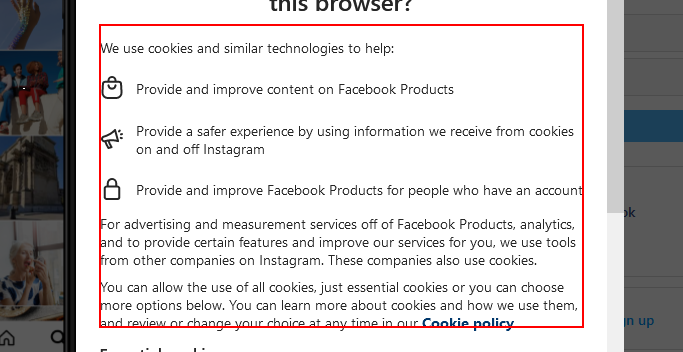 this browser?
We use cookies and similar technologies to help:
Provide and improve content on Facebook Products
Provide a safer experience by using information we receive from cookies
on and off Instagram
Provide and improve Facebook Products for people who have an account
For advertising and measurement services off of Facebook Products, analytics,
and to provide certain features and improve our services for you, we use tools
from other companies on Instagram. These companies also use cookies.
You can allow the use of all cookies, just essential cookies or you can choose
more options below. You can learn more about cookies and how we use them,
and review or change your choice at any time in our Cookie policy